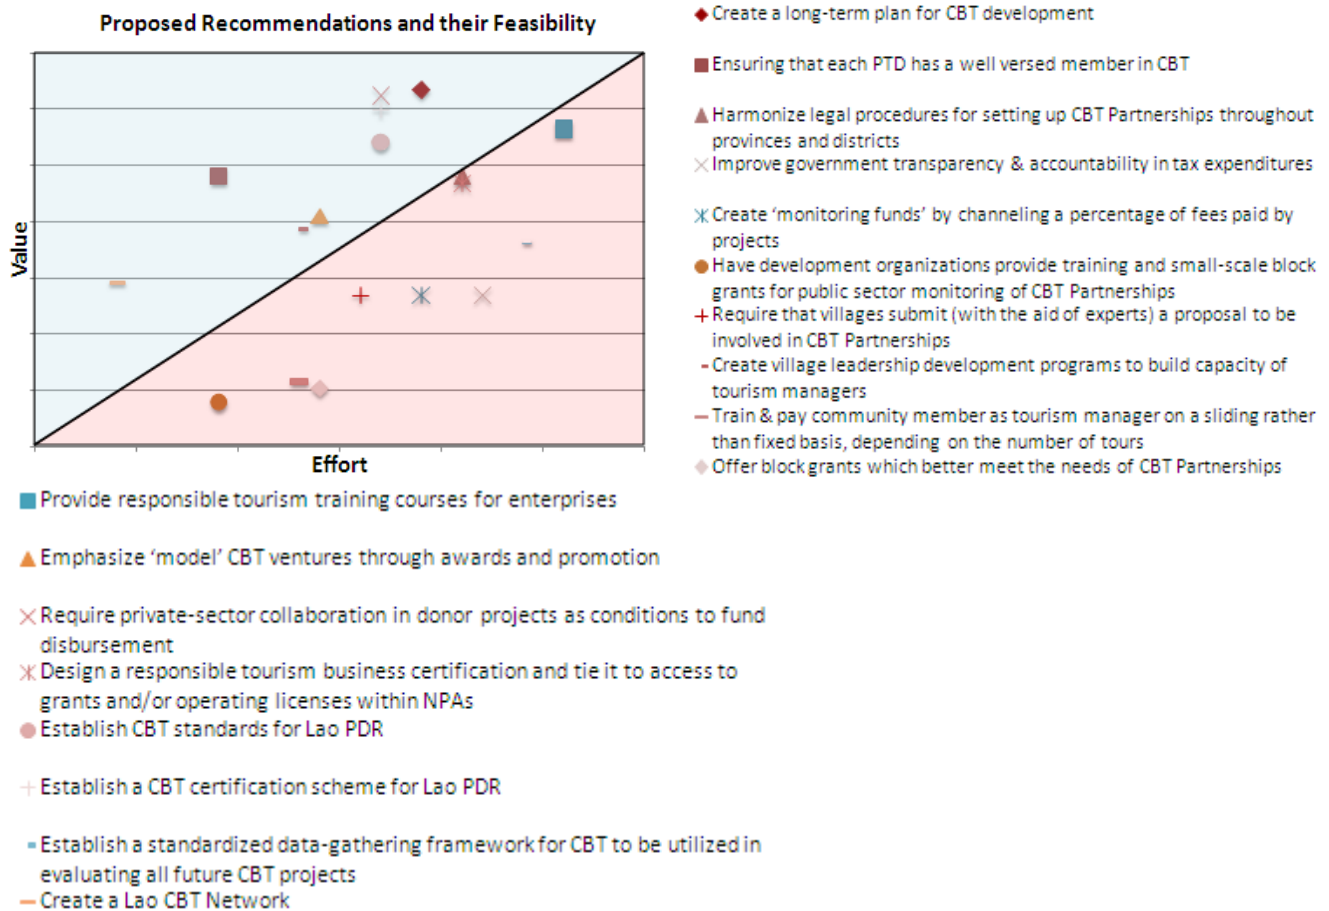 Proposed Recommendations and their Feasibility
Value
Effort
Create a long-term plan for CBT development
Ensuring that each PTD has a well versed member in CBT
Harmonize legal procedures for setting up CBT Partnerships throughout
provinces and districts
Improve government transparency & accountability in tax expenditures
Create ‘monitoring funds’ by channeling a percentage of fees paid by
projects
Have development organizations provide training and small-scale block
grants for public sector monitoring of CBT Partnerships
Require that villages submit (with the aid of experts) a proposal to be
involved in CBT Partnerships
Create village leadership development programs to build capacity of
tourism managers
Train & pay community member as tourism manager on a sliding rather
than fixed basis, depending on the number of tours
Offer block grants which better meet the needs of CBT Partnerships
Provide responsible tourism training courses for enterprises
Emphasize ‘model’ CBT ventures through awards and promotion
Require private-sector collaboration in donor projects as conditions to fund
disbursement
Design a responsible tourism business certification and tie it to access to
grants and/or operating licenses within NPAs
Establish CBT standards for Lao PDR
Establish a CBT certification scheme for Lao PDR
Establish a standardized data-gathering framework for CBT to be utilized in
evaluating all future CBT projects
Create a Lao CBT Network